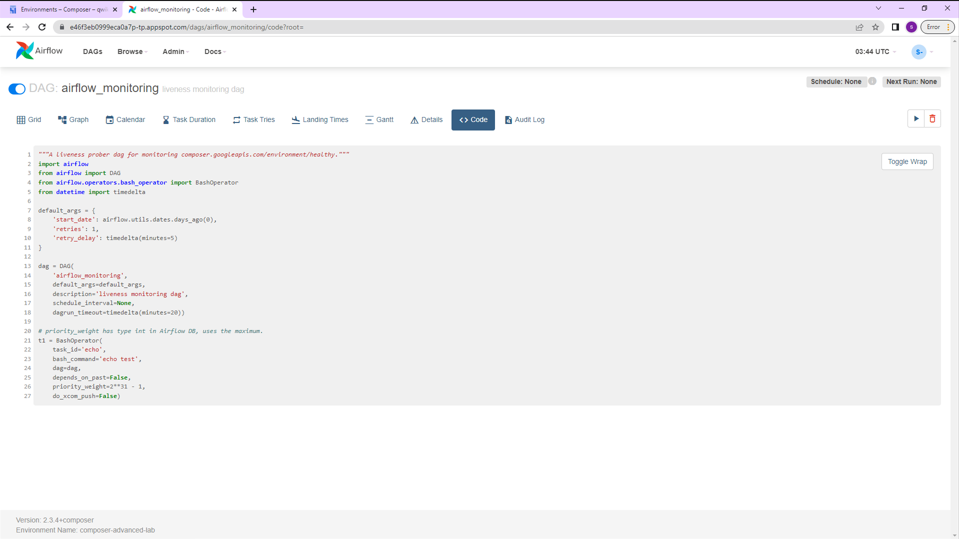 Environments – Composer – qwi
airflow_monitoring - Code - Airfl
e46f3eb0999eca0a7p-tp.appspot.com/dags/airflow_monitoring/code?root=
S
Error
Airflow
DAGs
Browse
Admin
Docs
03:44 UTC
S-
DAG: airflow_monitoring liveness monitoring dag
Schedule: None
Next Run: None
Grid
Graph
Calendar
Task Duration
Task Tries
Landing Times
Gantt
Details
<> Code
Audit Log
Toggle Wrap
1 """A liveness prober dag for monitoring composer.googleapis.com/environment/healthy."""
2 import airflow
3 from airflow import DAG
4 from airflow.operators.bash_operator import BashOperator
5 from datetime import timedelta
6
7 default_args = {
8 'start_date': airflow.utils.dates.days_ago(0),
9 'retries': 1,
10 'retry_delay': timedelta(minutes=5)
11 }
12
13 dag = DAG(
14 'airflow_monitoring',
15 default_args=default_args,
16 description='liveness monitoring dag',
17 schedule_interval=None,
18 dagrun_timeout=timedelta(minutes=20))
19
20 # priority_weight has type int in Airflow DB, uses the maximum.
21 t1 = BashOperator(
22 task_id='echo',
23 bash_command='echo test',
24 dag=dag,
25 depends_on_past=False,
26 priority_weight=2**31 - 1,
27 do_xcom_push=False)
Version: 2.3.4+composer
Environment Name: composer-advanced-lab